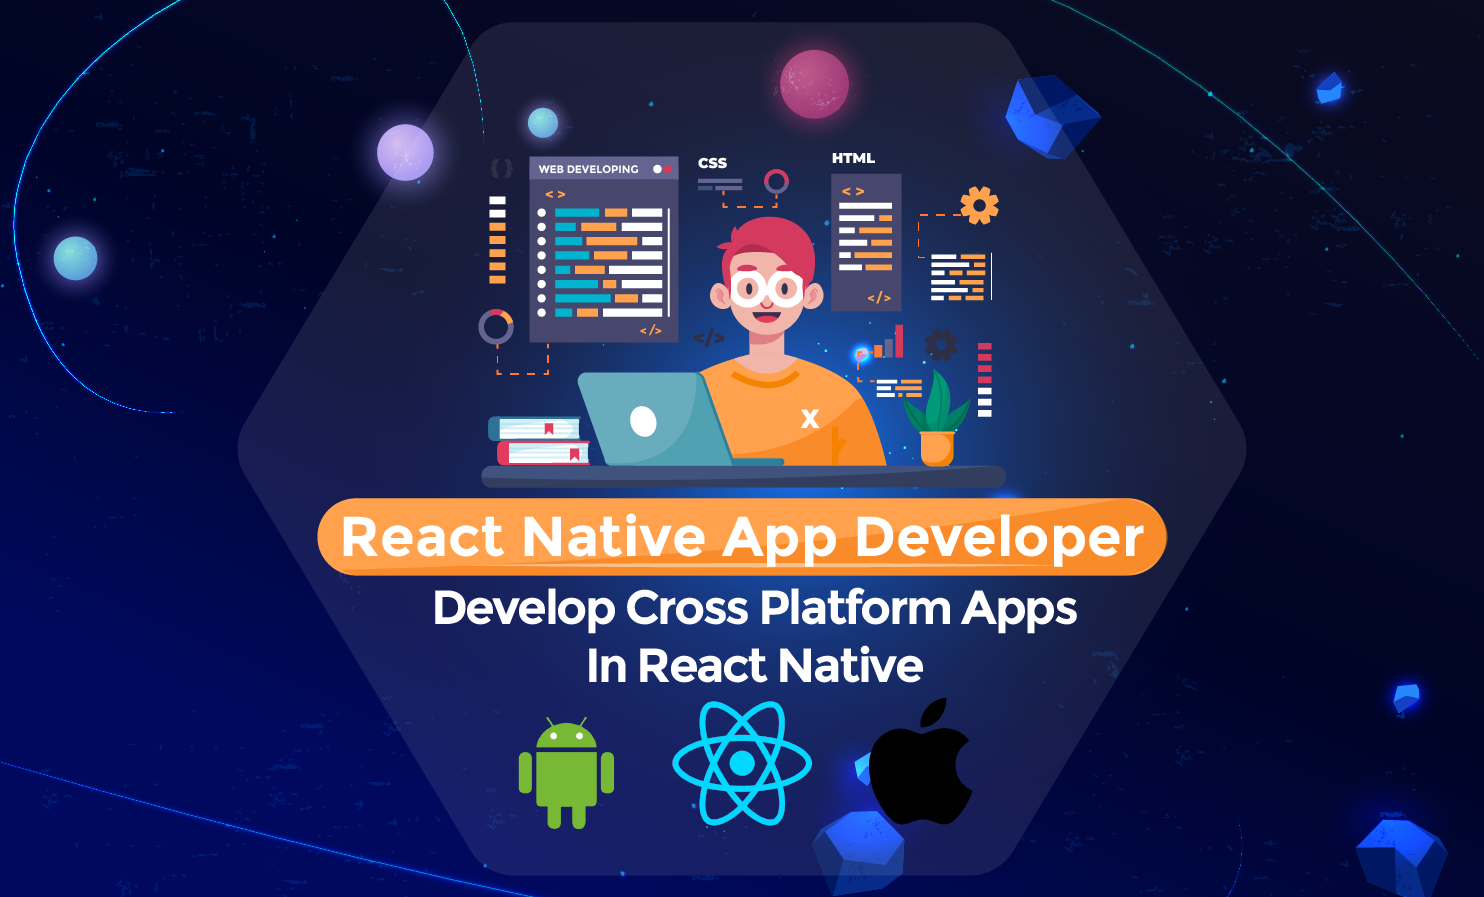 CSS
HTML
WEB DEVELOPING
< >
< >
</>
</>
</>
{ }
X
React Native App Developer
Develop Cross Platform Apps
In React Native